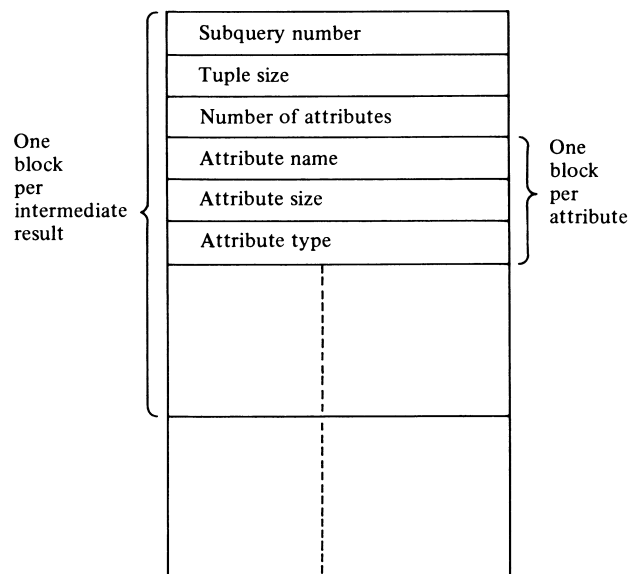 Subquery number
Tuple size
Number of attributes
Attribute name
Attribute size
Attribute type
One
block
per
intermediate
result
One
block
per
attribute